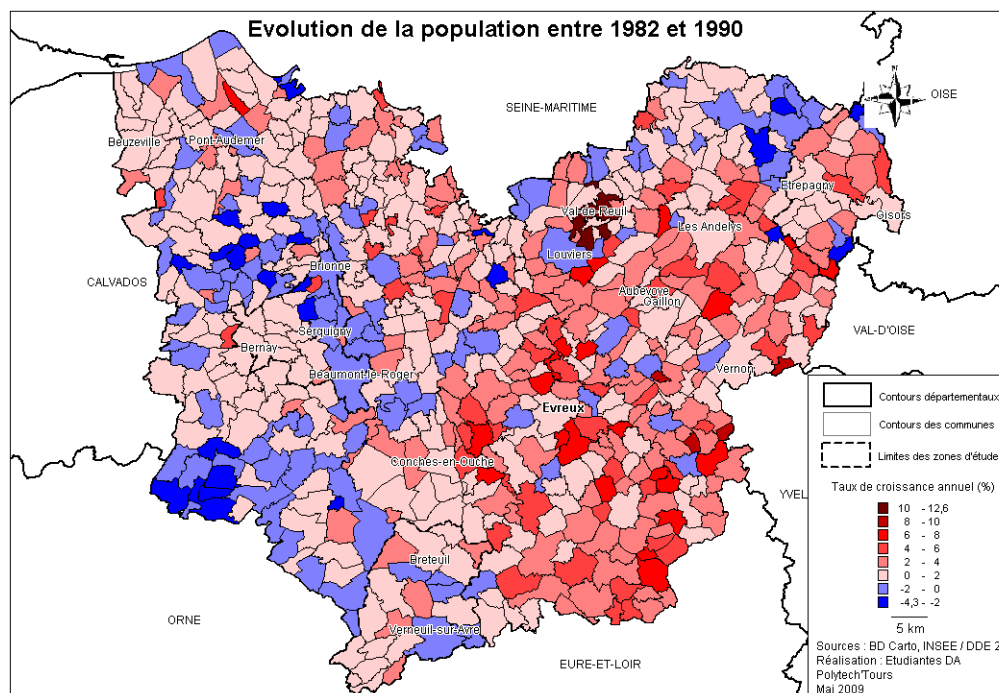 Evolution de la population entre 1982 et 1990
SEINE-MARITIME
OISE
Beuzeville
Pont-Audemer
Etrepagny
Val-de-Reuil
Gisors
Les Andelys
Louviers
Brionne
CALVADOS
Aubevoye
Gaillon
Serquigny
VAL-D'OISE
Bernay
Beaumont-le-Roger
Vernon
Evreux
Conches-en-Ouche
YVEL
Breteuil
ORNE
Verneuil-sur-Avre
EURE-ET-LOIR
Contours départementaux
Contours des communes
Limites des zones d'étude
Taux de croissance annuel (%)
10 - 12,6
8 - 10
6 - 8
4 - 6
2 - 4
0 - 2
-2 - 0
-4,3 - -2
5 km
Sources : BD Carto, INSEE / DDE 2
Réalisation : Etudiantes DA
Polytech'Tours
Mai 2009